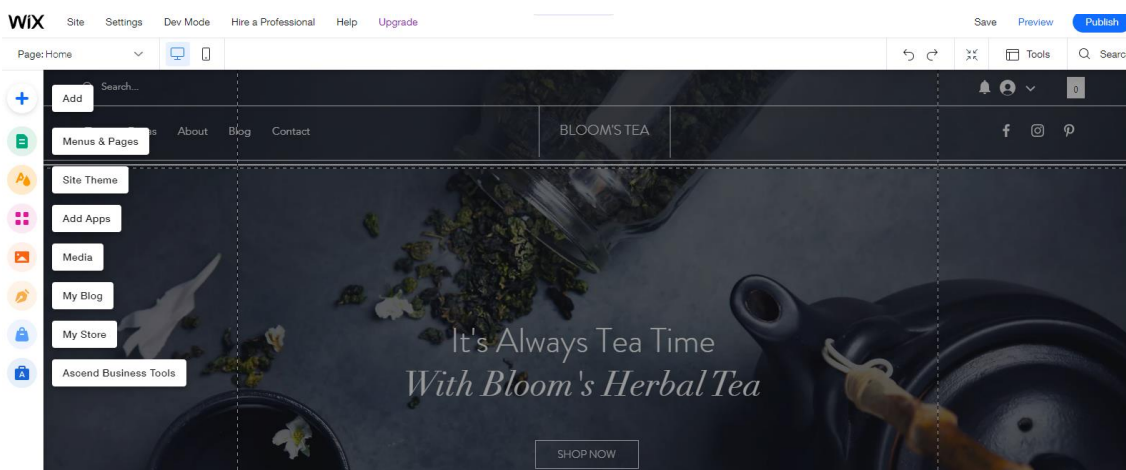 WiX Site Settings Dev Mode Hire a Professional Help Upgrade Save Preview Publish
Page: Home Tools Searc
Search...
0
Add
About Blog Contact
BLOOM'S TEA
Menus & Pages
Site Theme
Add Apps
Media
My Blog
My Store
Ascend Business Tools
A
It's Always Tea Time
With Bloom's Herbal Tea
SHOP NOW